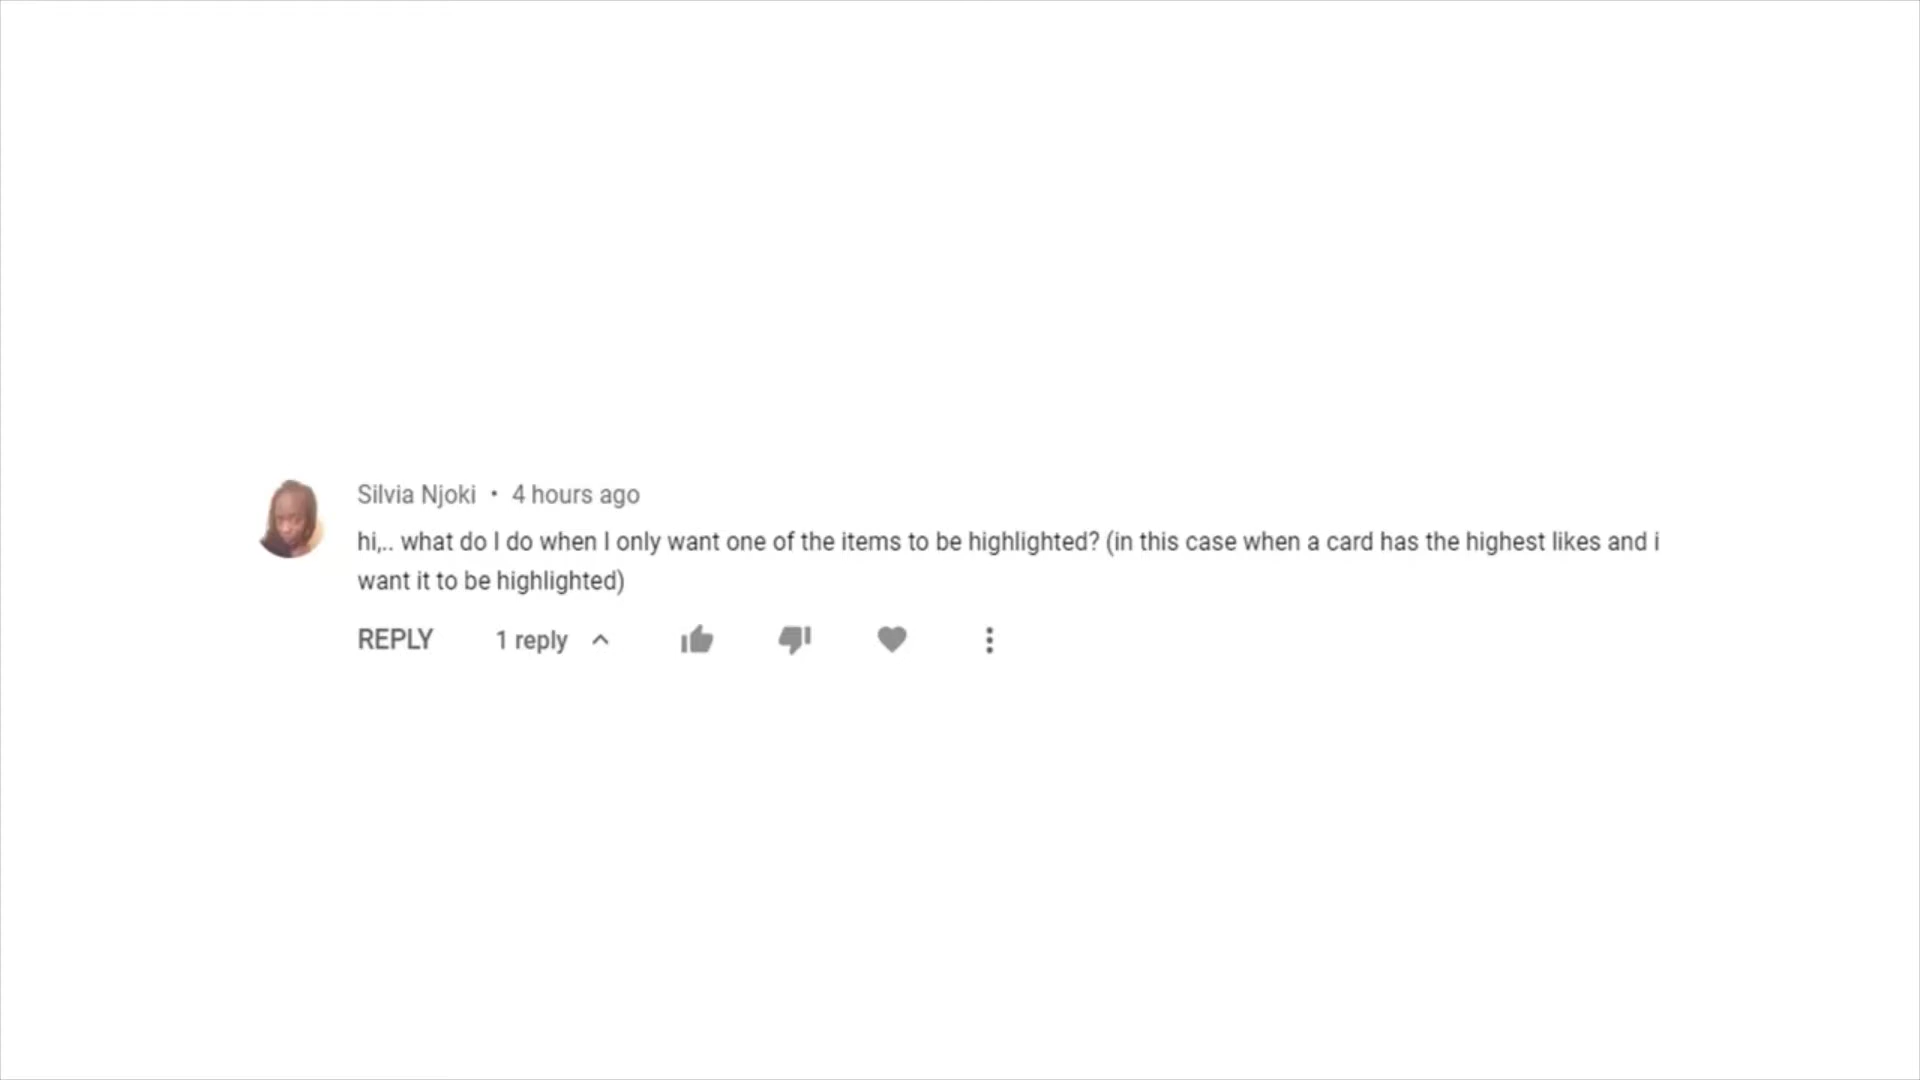 Silvia Njoki • 4 hours ago
hi,.. what do I do when I only want one of the items to be highlighted? (in this case when a card has the highest likes and i
want it to be highlighted)
REPLY 1 reply